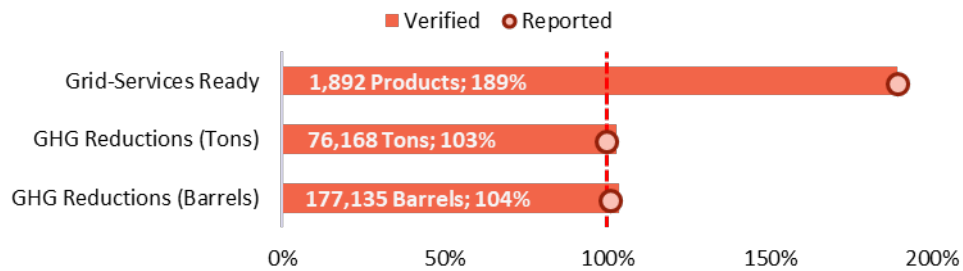 Verified Reported
Grid-Services Ready 1,892 Products; 189%
GHG Reductions (Tons) 76,168 Tons; 103%
GHG Reductions (Barrels) 177,135 Barrels; 104%
0% 50% 100% 150% 200%